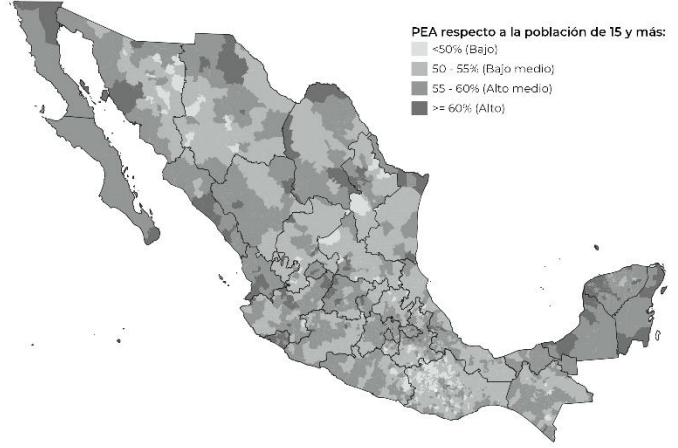 PEA respecto a la población de 15 y más:
<50% (Bajo)
50 - 55% (Bajo medio)
55 - 60% (Alto medio)
>= 60% (Alto)